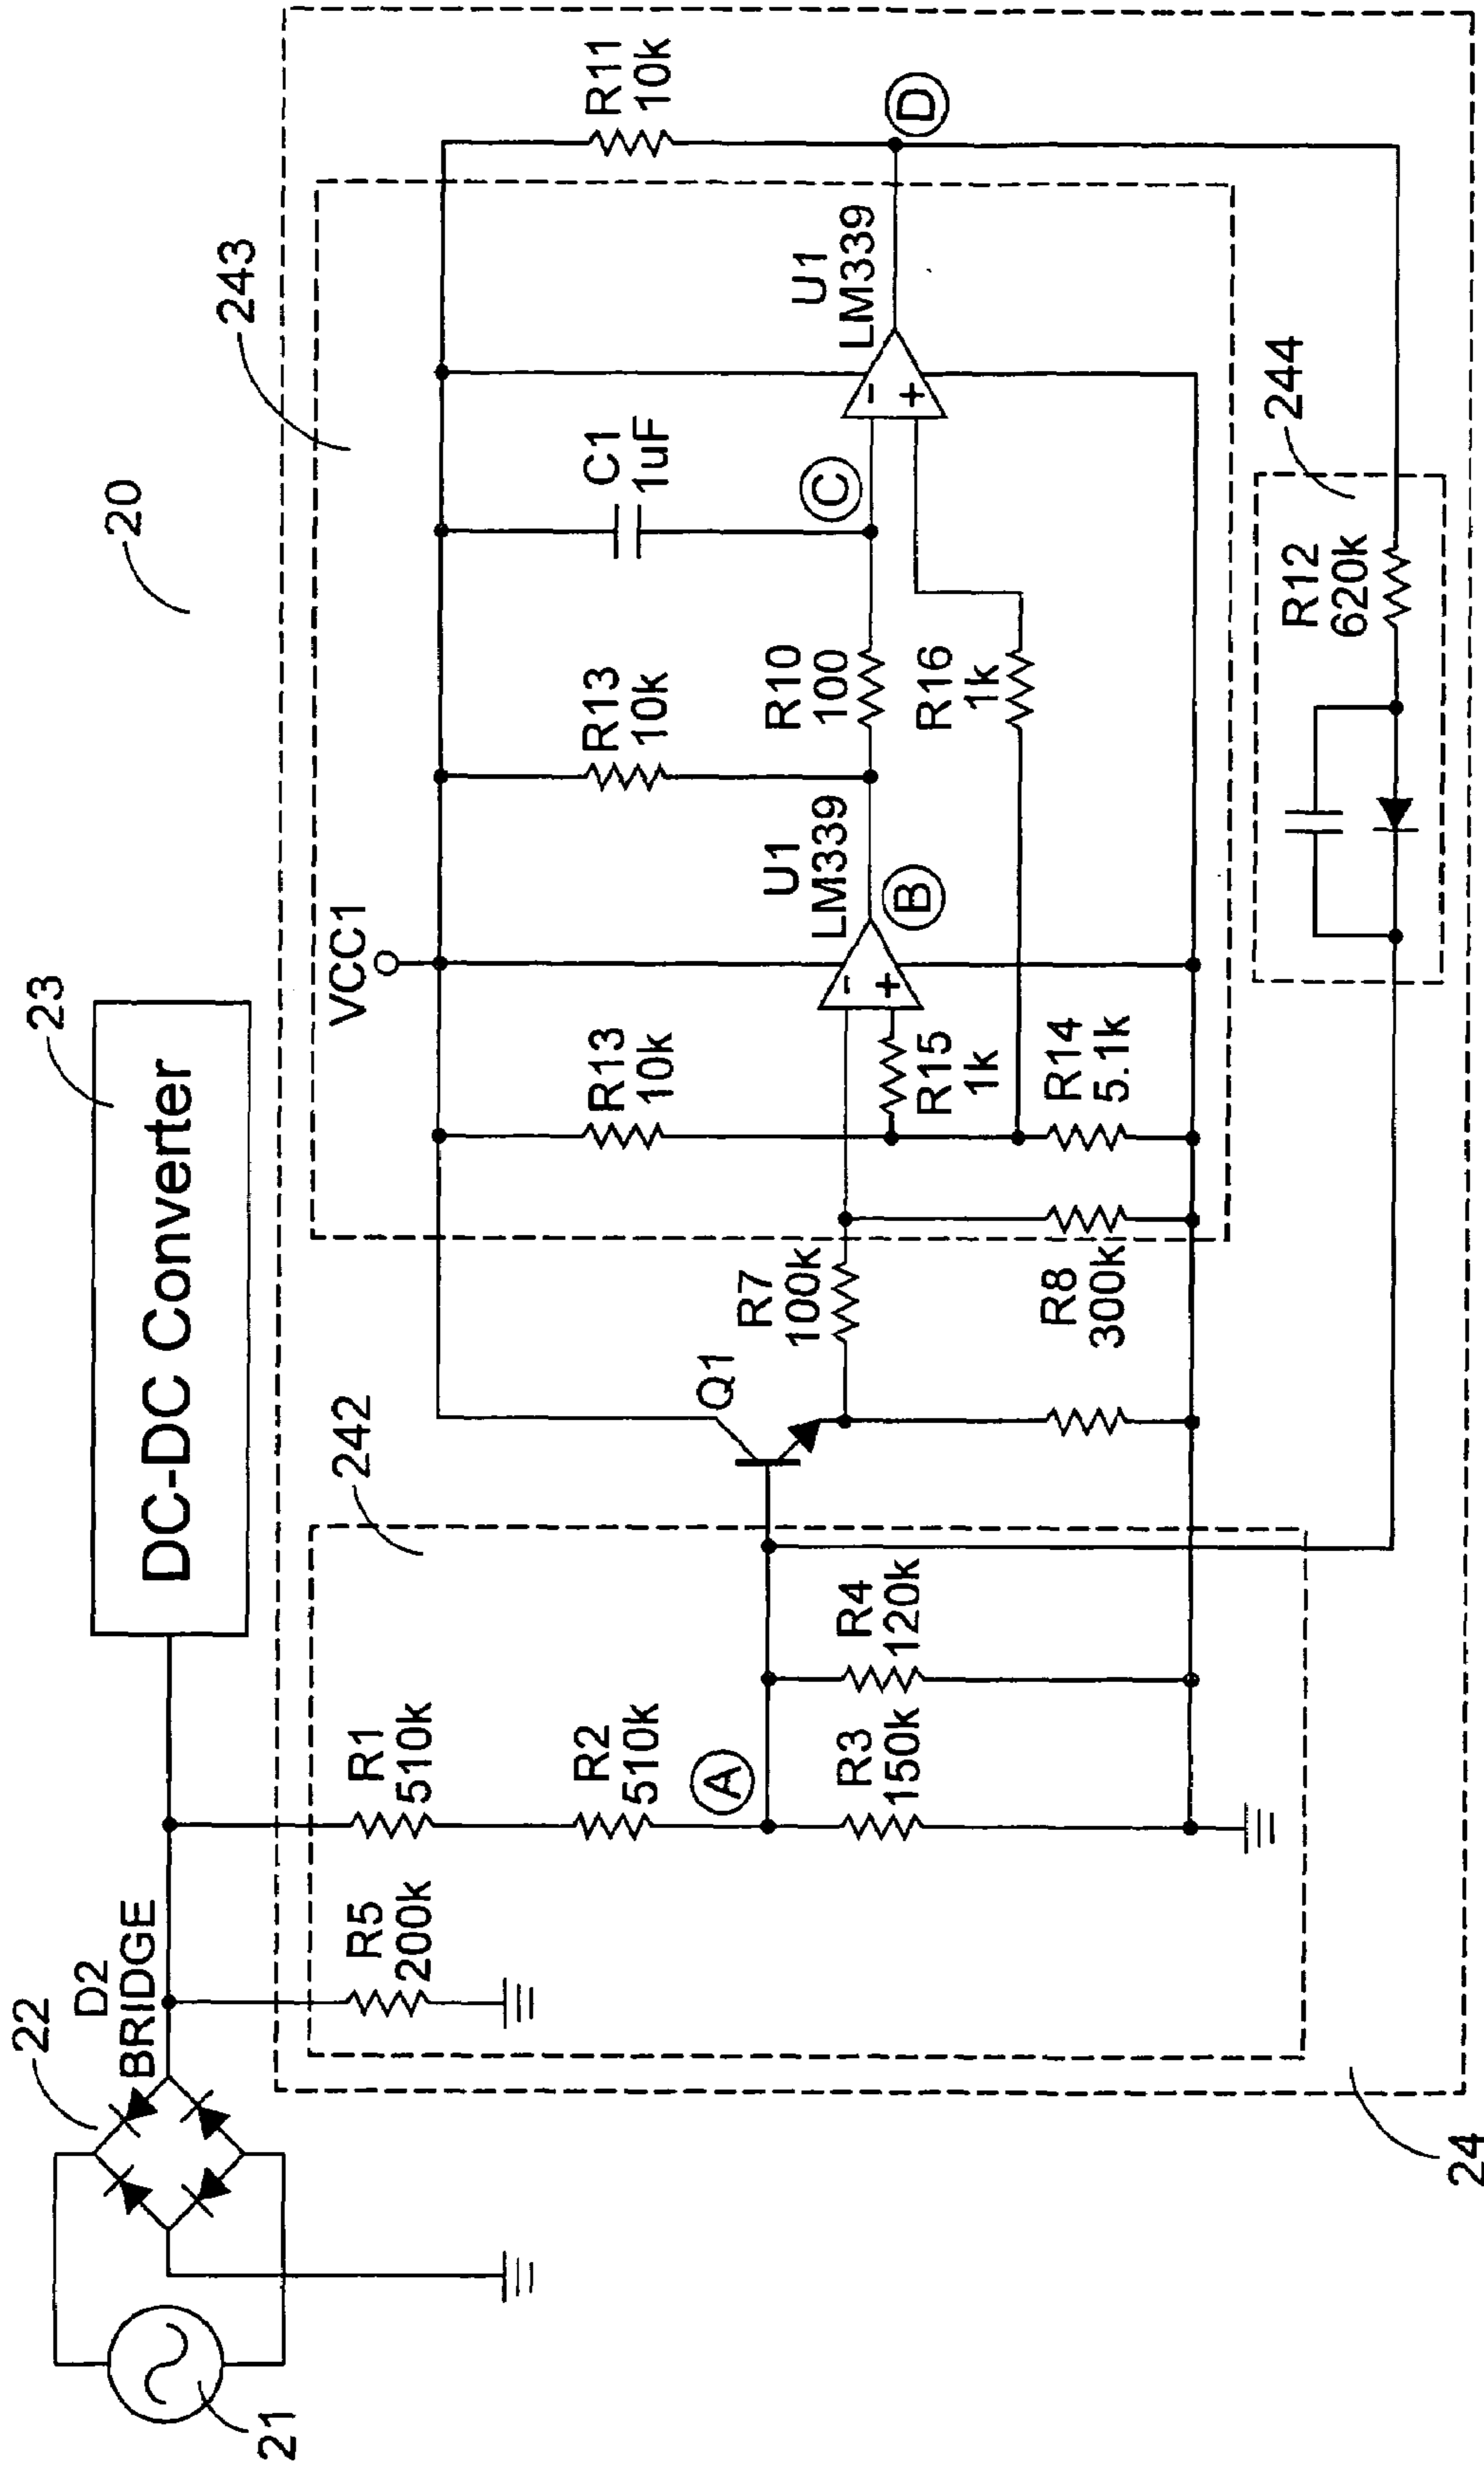 20
21
22
D2
BRIDGE
23
DC-DC Converter
24
242
R5
200k
R1
510k
R2
510k
A
R3
150k
R4
120k
Q1
R7
100k
R8
300k
243
VCC1
R13
10k
R15
1k
R14
5.1k
-
+
U1
LM339
B
R13
10k
R10
100
R16
1k
C1
1uF
C
-
+
U1
LM339
R11
10k
D
244
R12
620k